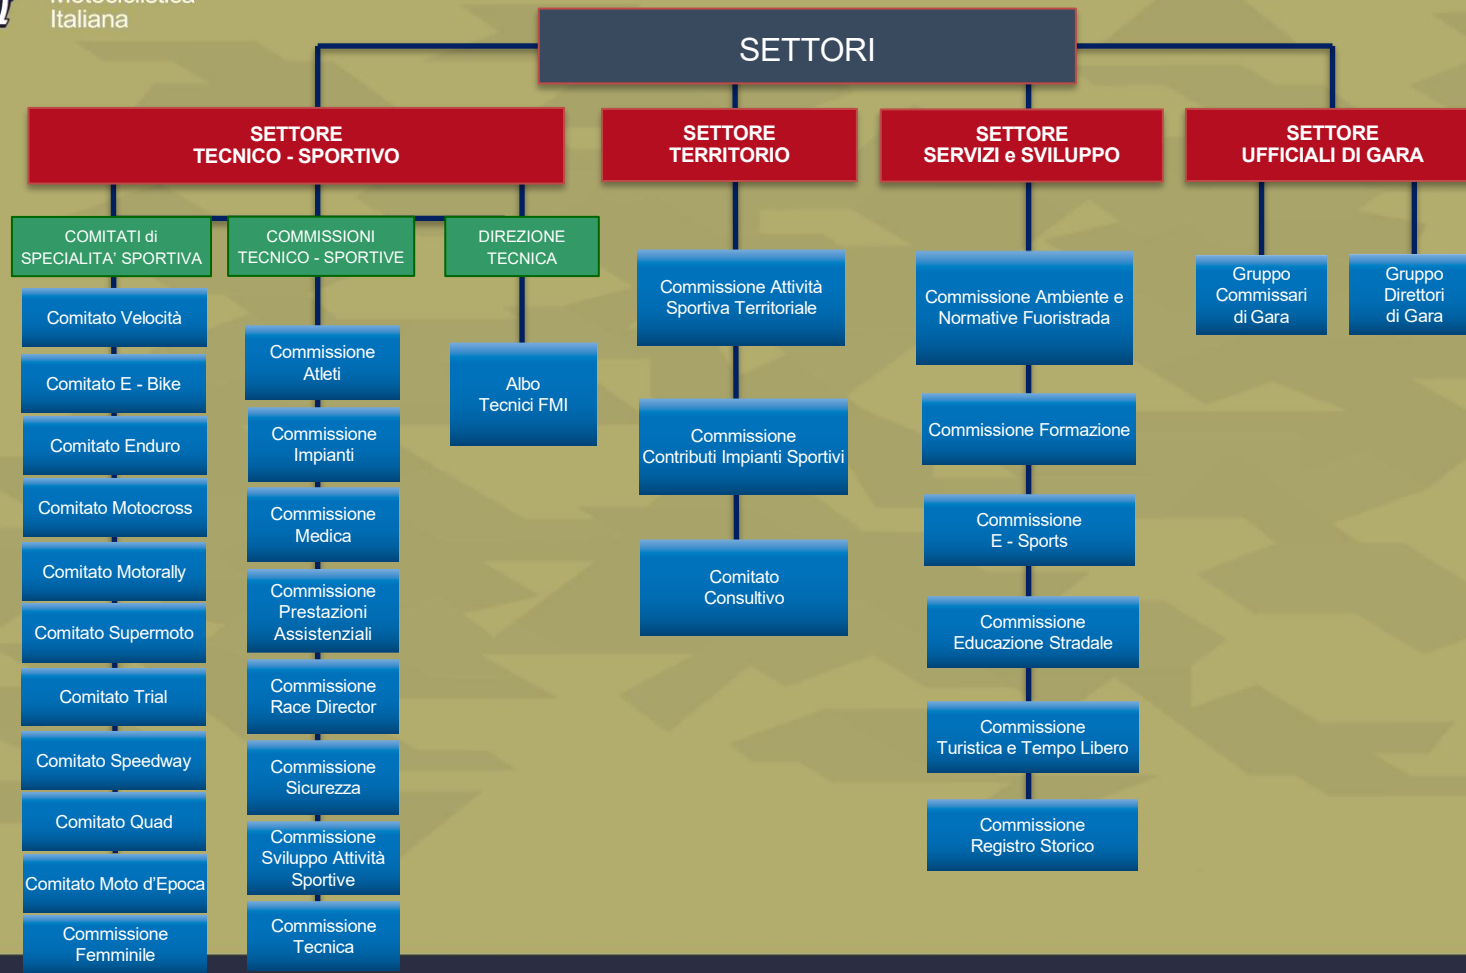 Italiana
SETTORI
SETTORE
TECNICO - SPORTIVO
SETTORE
TERRITORIO
SETTORE
SERVIZI e SVILUPPO
SETTORE
UFFICIALI DI GARA
COMITATI di
SPECIALITA' SPORTIVA
COMMISSIONI
TECNICO - SPORTIVE
DIREZIONE
TECNICA
Comitato Velocità
Comitato E - Bike
Comitato Enduro
Comitato Motocross
Comitato Motorally
Comitato Supermoto
Comitato Trial
Comitato Speedway
Comitato Quad
Comitato Moto d'Epoca
Commissione
Femminile
Commissione
Atleti
Commissione
Impianti
Commissione
Medica
Commissione
Prestazioni
Assistenziali
Commissione
Race Director
Commissione
Sicurezza
Commissione
Sviluppo Attività
Sportive
Commissione
Tecnica
Albo
Tecnici FMI
Commissione Attività
Sportiva Territoriale
Commissione
Contributi Impianti Sportivi
Comitato
Consultivo
Commissione Ambiente e
Normative Fuoristrada
Commissione Formazione
Commissione
E - Sports
Commissione
Educazione Stradale
Commissione
Turistica e Tempo Libero
Commissione
Registro Storico
Gruppo
Commissari
di Gara
Gruppo
Direttori
di Gara